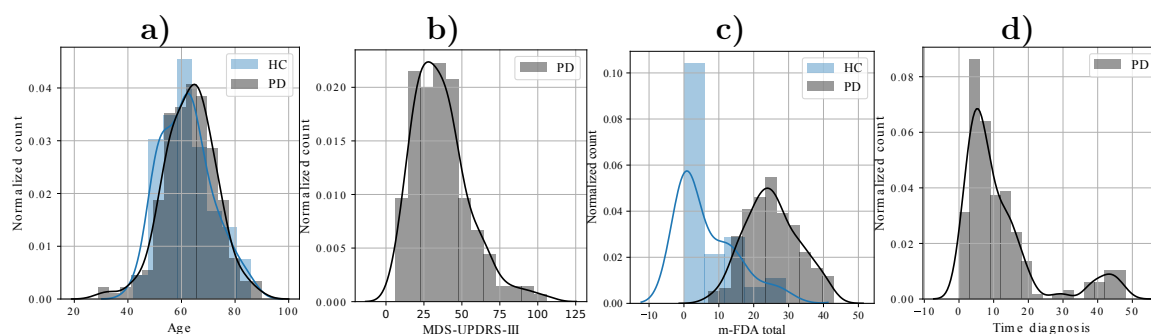 a)
Normalized count
0.04
0.03
0.02
0.01
0.00
20 40 60 80 100
Age
HC
PD
b)
Normalized count
0.020
0.015
0.010
0.005
0.000
0 25 50 75 100 125
MDS-UPDRS-III
PD
c)
Normalized count
0.10
0.08
0.06
0.04
0.02
0.00
−10 0 10 20 30 40 50
m-FDA total
HC
PD
d)
Normalized count
0.08
0.06
0.04
0.02
0.00
−10 0 10 20 30 40 50
Time diagnosis
PD